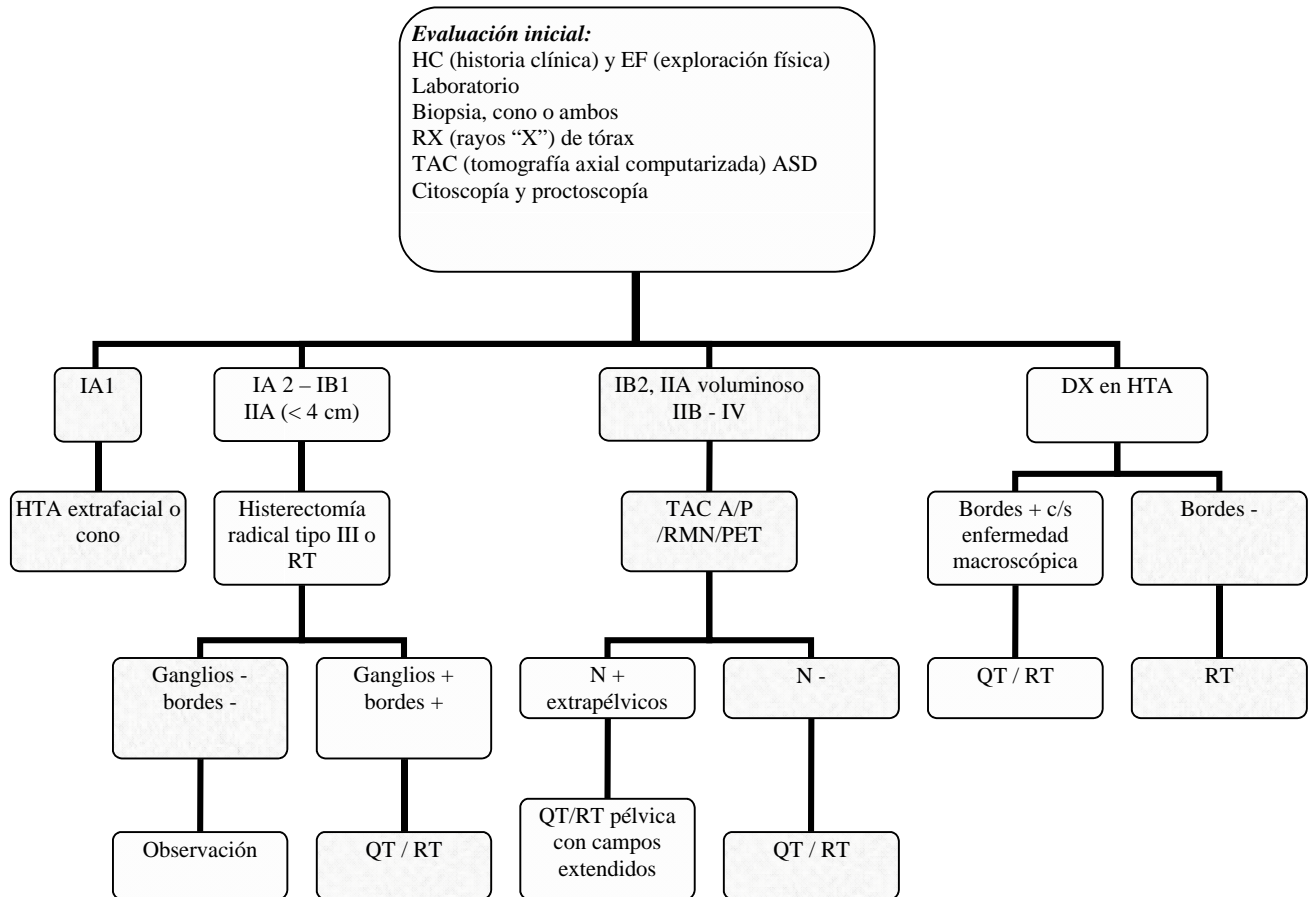 Evaluación inicial:
HC (historia clínica) y EF (exploración física)
Laboratorio
Biopsia, cono o ambos
RX (rayos “X”) de tórax
TAC (tomografía axial computarizada) ASD
Citoscopía y proctoscopía
IA1
IA 2 – IB1
IIA (< 4 cm)
IB2, IIA voluminoso
IIB - IV
DX en HTA
HTA extrafacial o
cono
Histerectomía
radical tipo III o
RT
TAC A/P
/RMN/PET
Bordes + c/s
enfermedad
macroscópica
Bordes -
Ganglios -
bordes -
Ganglios +
bordes +
N +
extrapélvicos
N -
QT / RT
RT
Observación
QT / RT
QT/RT pélvica
con campos
extendidos
QT / RT